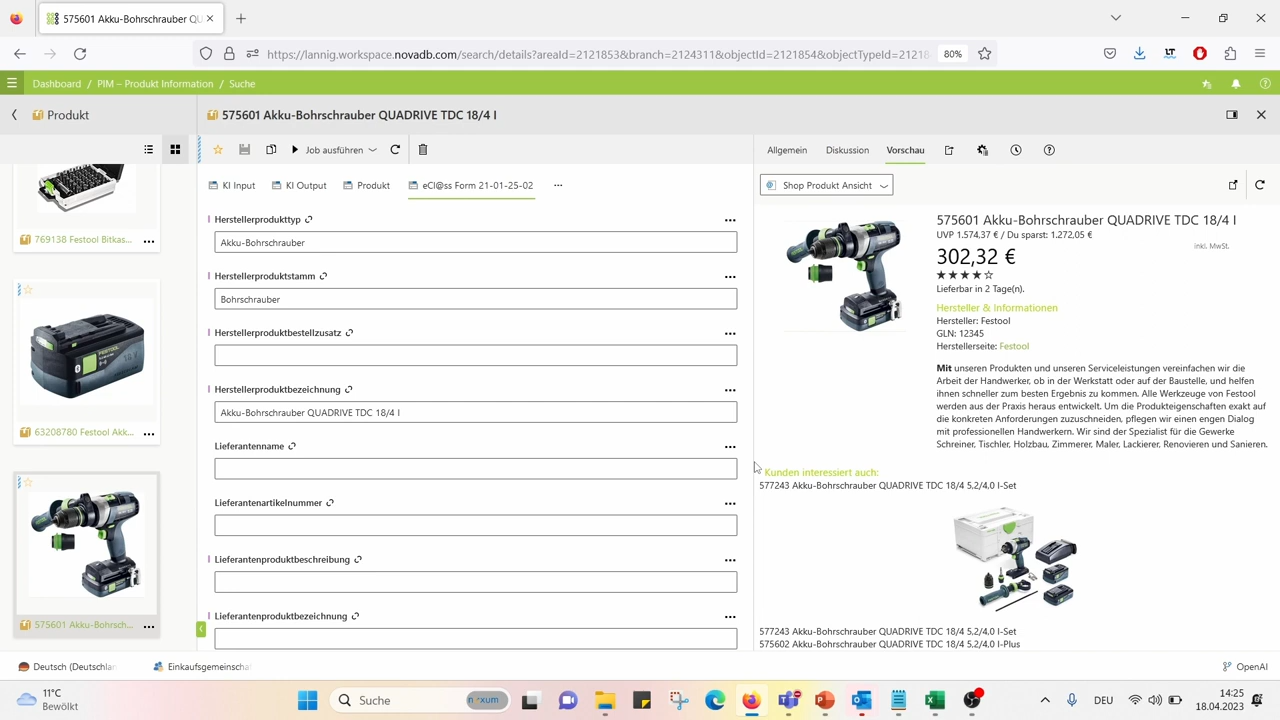 575601 Akku-Bohrschrauber QU
https://lannig.workspace.novadb.com/search/details?areaId=2121853&branch=2124311&objectId=2121854&objectTypeId=21218
80%
Dashboard / PIM – Produkt Information / Suche
Produkt
575601 Akku-Bohrschrauber QUADRIVE TDC 18/4 I
Job ausführen
Allgemein Diskussion Vorschau
KI Input KI Output Produkt eCl@ss Form 21-01-25-02
Shop Produkt Ansicht
769138 Festool Bitkas...
63208780 Festool Akk...
575601 Akku-Bohrsch...
Herstellerprodukttyp
Akku-Bohrschrauber
Herstellerproduktstamm
Bohrschrauber
Herstellerproduktbestellzusatz
Herstellerproduktbezeichnung
Akku-Bohrschrauber QUADRIVE TDC 18/4 I
Lieferantenname
Lieferantenartikelnummer
Lieferantenproduktbeschreibung
Lieferantenproduktbezeichnung
575601 Akku-Bohrschrauber QUADRIVE TDC 18/4 I
UVP 1.574,37 € / Du sparst: 1.272,05 €
inkl. MwSt.
302,32 €
Lieferbar in 2 Tage(n).
Hersteller & Informationen
Hersteller: Festool
GLN: 12345
Herstellerseite: Festool
Mit unseren Produkten und unseren Serviceleistungen vereinfachen wir die
Arbeit der Handwerker, ob in der Werkstatt oder auf der Baustelle, und helfen
ihnen schneller zum besten Ergebnis zu kommen. Alle Werkzeuge von Festool
werden aus der Praxis heraus entwickelt. Um die Produkteigenschaften exakt auf
die konkreten Anforderungen zuzuschneiden, pflegen wir einen engen Dialog
mit professionellen Handwerkern. Wir sind der Spezialist für die Gewerke
Schreiner, Tischler, Holzbau, Zimmerer, Maler, Lackierer, Renovieren und Sanieren.
Kunden interessiert auch:
577243 Akku-Bohrschrauber QUADRIVE TDC 18/4 5,2/4,0 I-Set
577243 Akku-Bohrschrauber QUADRIVE TDC 18/4 5,2/4,0 I-Set
575602 Akku-Bohrschrauber QUADRIVE TDC 18/4 5,2/4,0 I-Plus
Deutsch (Deutschlan
Einkaufsgemeinscha
OpenAI
11°C
Bewölkt
Suche
DEU
14:25
18.04.2023